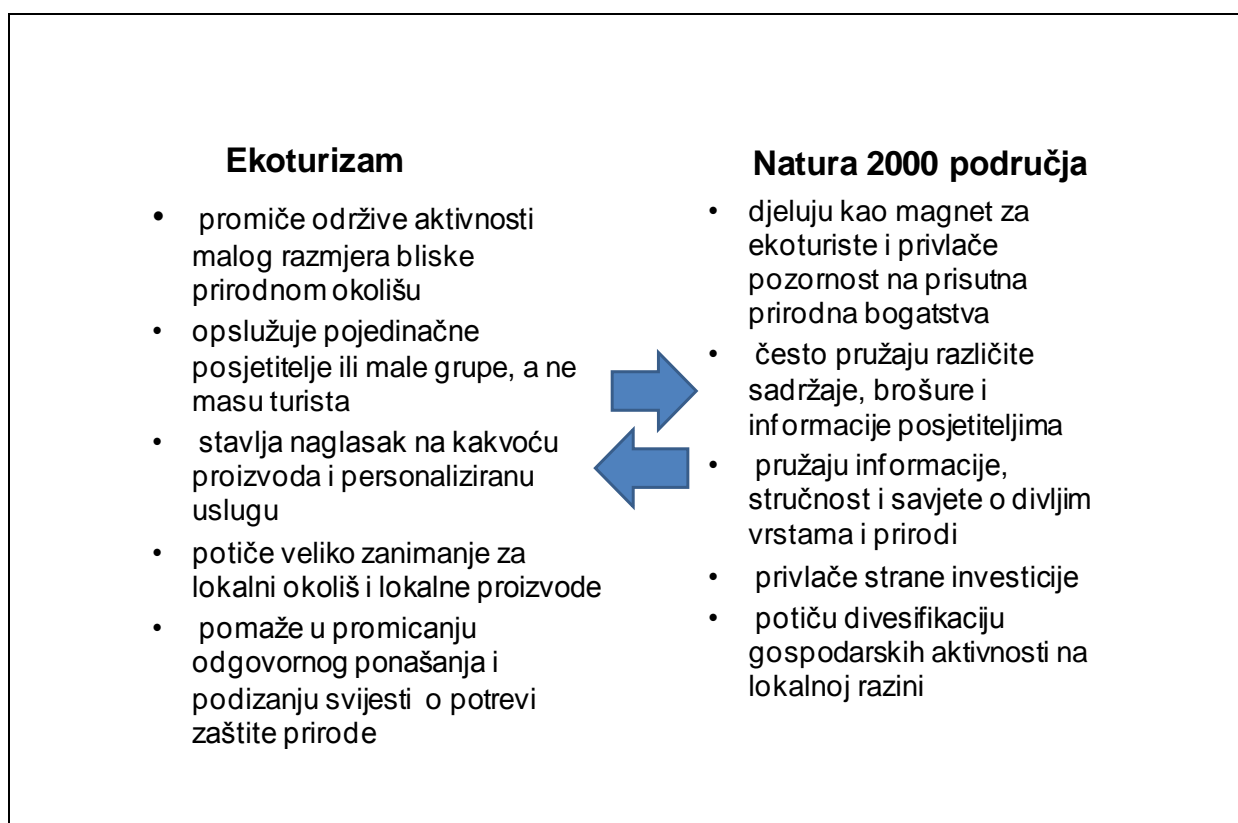 Ekoturizam
• promiče održive aktivnosti
malog razmjera bliske
prirodnom okolišu
• opslužuje pojedinačne
posjetitelje ili male grupe, a ne
masu turista
• stavlja naglasak na kakvoću
proizvoda i personaliziranu
uslugu
• potiče veliko zanimanje za
lokalni okoliš i lokalne proizvode
• pomaže u promicanju
odgovornog ponašanja i
podizanju svijesti o potrevi
zaštite prirode
Natura 2000 područja
• djeluju kao magnet za
ekoturiste i privlače
pozornost na prisutna
prirodna bogatstva
• često pružaju različite
sadržaje, brošure i
informacije posjetiteljima
• pružaju informacije,
stručnost i savjete o divljim
vrstama i prirodi
• privlače strane investicije
• potiču divesifikaciju
gospodarskih aktivnosti na
lokalnoj razini